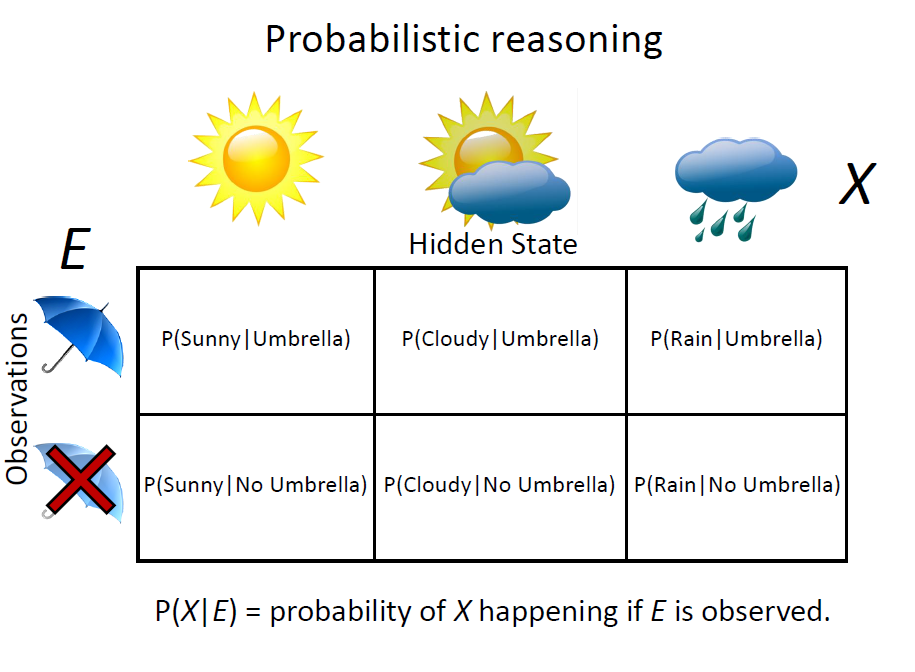 Probabilistic reasoning
X
Hidden State
E
Observations
P(Sunny|Umbrella) P(Cloudy|Umbrella) P(Rain|Umbrella)
P(Sunny|No Umbrella) P(Cloudy|No Umbrella) P(Rain|No Umbrella)
P(X|E) = probability of X happening if E is observed.